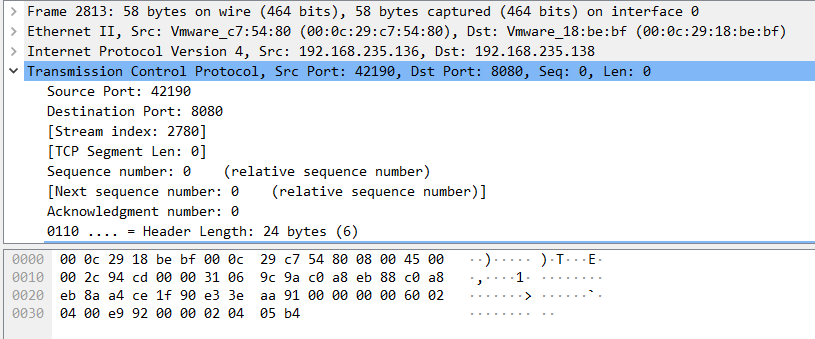 Frame 2813: 58 bytes on wire (464 bits), 58 bytes captured (464 bits) on interface 0
Ethernet II, Src: Vmware_c7:54:80 (00:0c:29:c7:54:80), Dst: Vmware_18:be:bf (00:0c:29:18:be:bf)
Internet Protocol Version 4, Src: 192.168.235.136, Dst: 192.168.235.138
Transmission Control Protocol, Src Port: 42190, Dst Port: 8080, Seq: 0, Len: 0
Source Port: 42190
Destination Port: 8080
[Stream index: 2780]
[TCP Segment Len: 0]
Sequence number: 0    (relative sequence number)
[Next sequence number: 0    (relative sequence number)]
Acknowledgment number: 0
0110 .... = Header Length: 24 bytes (6)
0000  00 0c 29 18 be bf 00 0c  29 c7 54 80 08 00 45 00   ··)····· )·T···E·
0010  00 2c 94 cd 00 00 31 06  9c 9a c0 a8 eb 88 c0 a8   ·,····1· ········
0020  eb 8a a4 ce 1f 90 e3 3e  aa 91 00 00 00 00 60 02   ·······> ······`·
0030  04 00 e9 92 00 00 02 04  05 b4   ········ ··